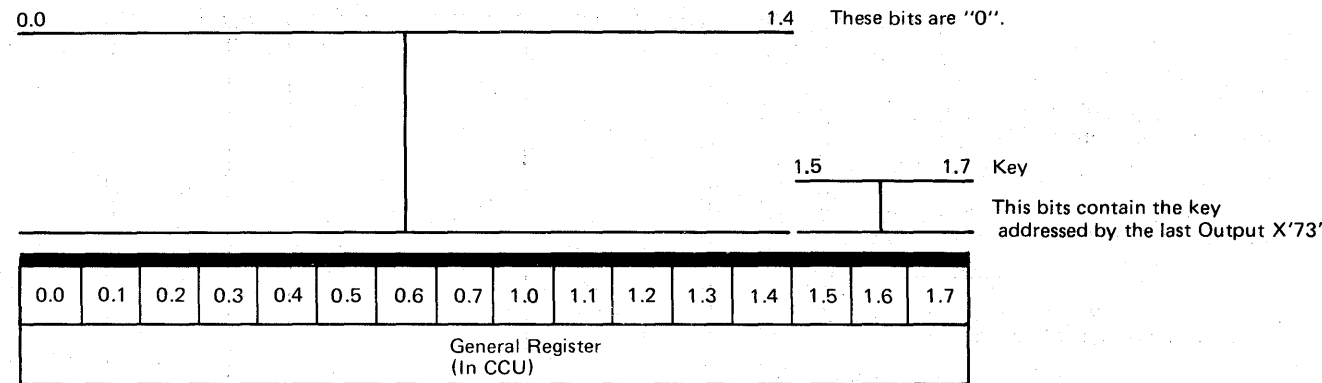 0.0 1.4 These bits are "0".
1.5 1.7 Key
This bits contain the key
addressed by the last Output X'73'
0.0 0.1 0.2 0.3 0.4 0.5 0.6 0.7 1.0 1.1 1.2 1.3 1.4 1.5 1.6 1.7
General Register
(In CCU)